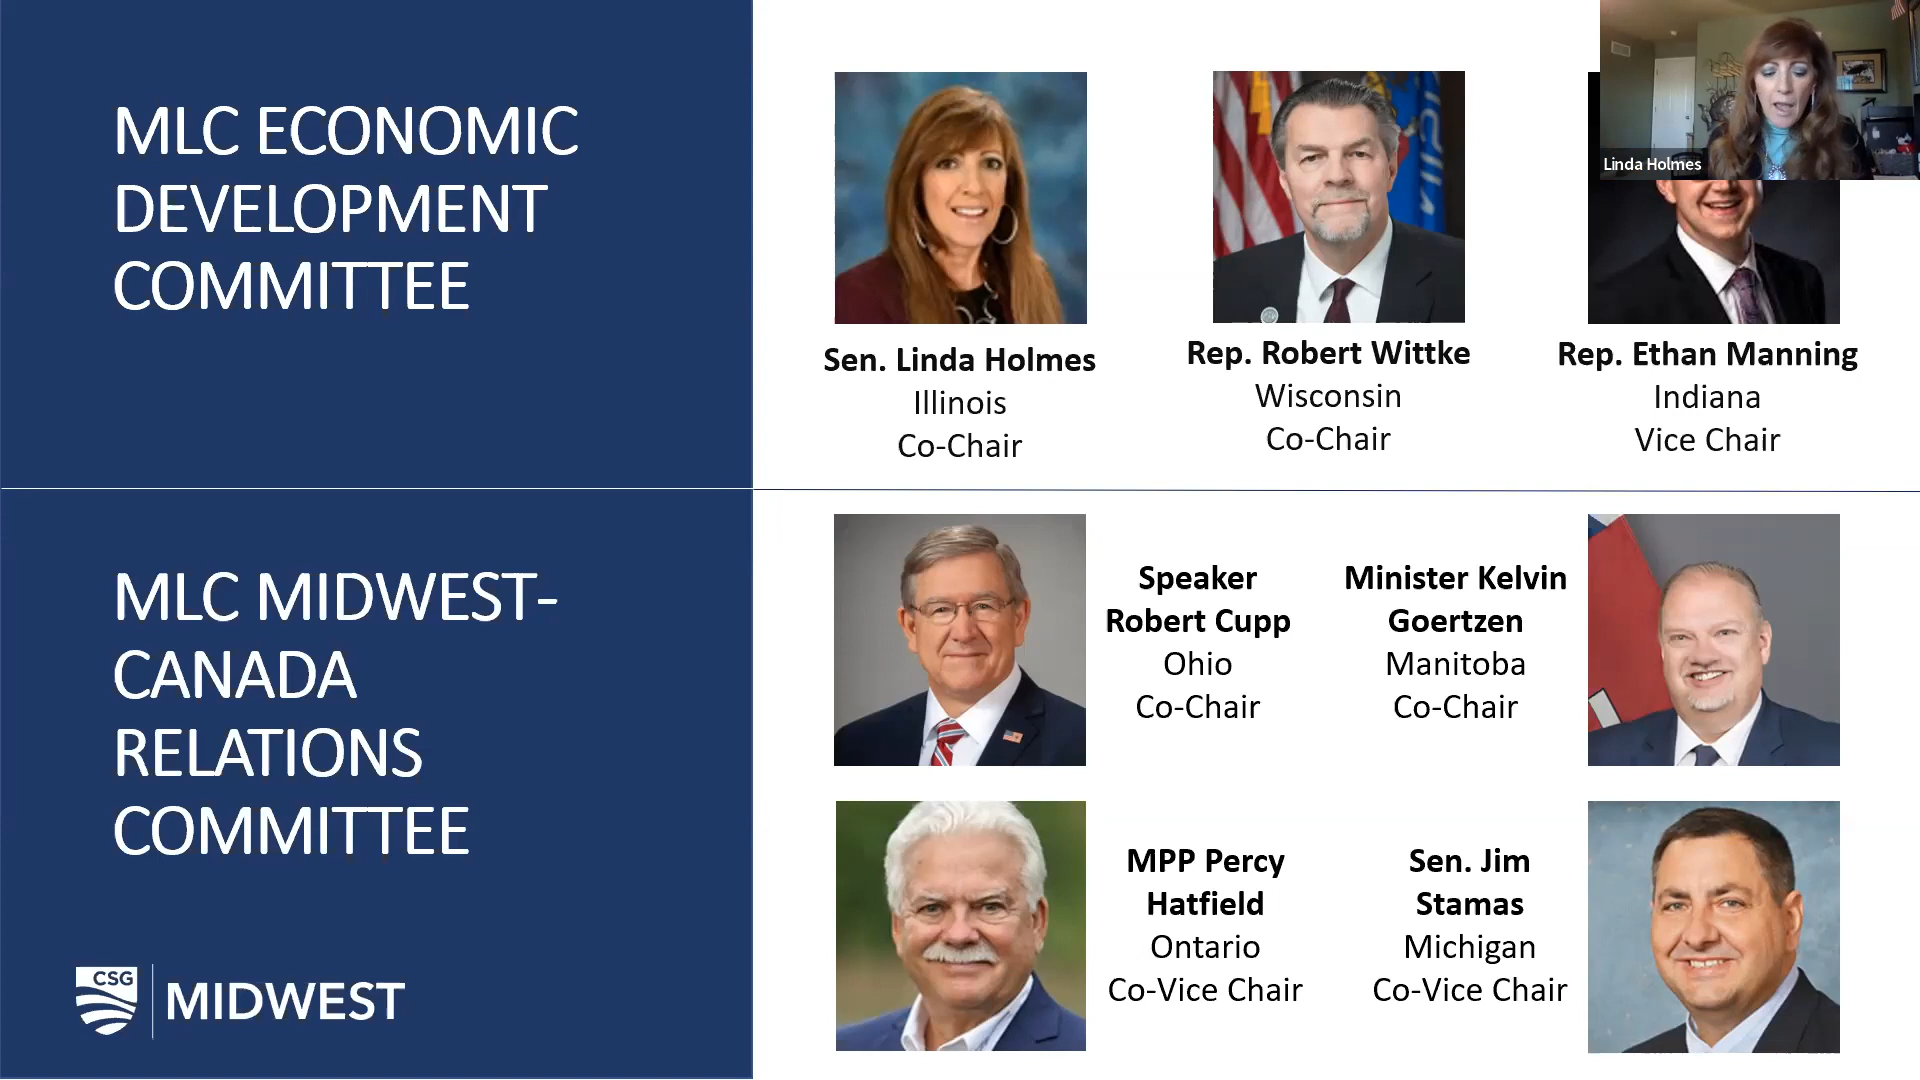 MLC ECONOMIC
DEVELOPMENT
COMMITTEE
Linda Holmes
Sen. Linda Holmes
Illinois
Co-Chair
Rep. Robert Wittke
Wisconsin
Co-Chair
Rep. Ethan Manning
Indiana
Vice Chair
MLC MIDWEST-
CANADA
RELATIONS
COMMITTEE
Speaker
Robert Cupp
Ohio
Co-Chair
Minister Kelvin
Goertzen
Manitoba
Co-Chair
MPP Percy
Hatfield
Ontario
Co-Vice Chair
Sen. Jim
Stamas
Michigan
Co-Vice Chair
CSG
MIDWEST